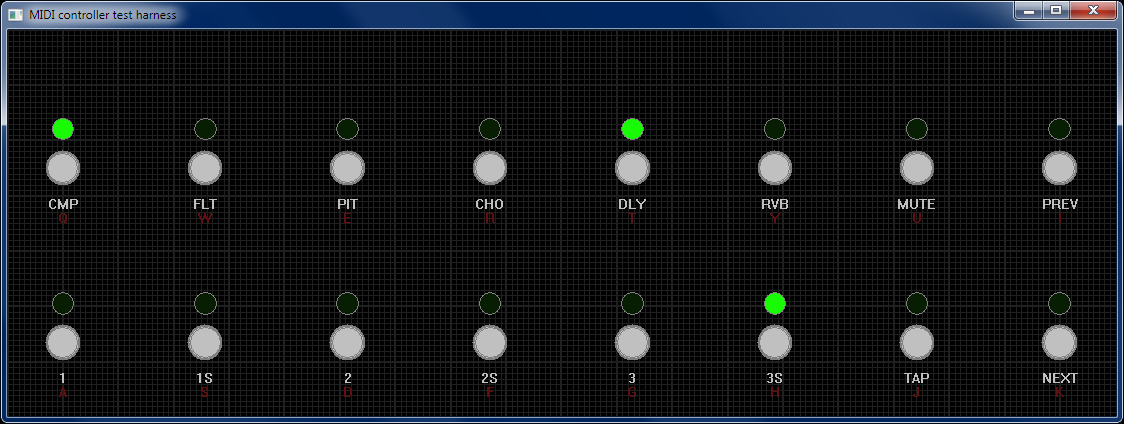 MIDI controller test harness
CMP FLT PIT CHO DLY RVB MUTE PREV
Q W E R T Y U I
1 1S 2 2S 3 3S TAP NEXT
A S D F G H J K